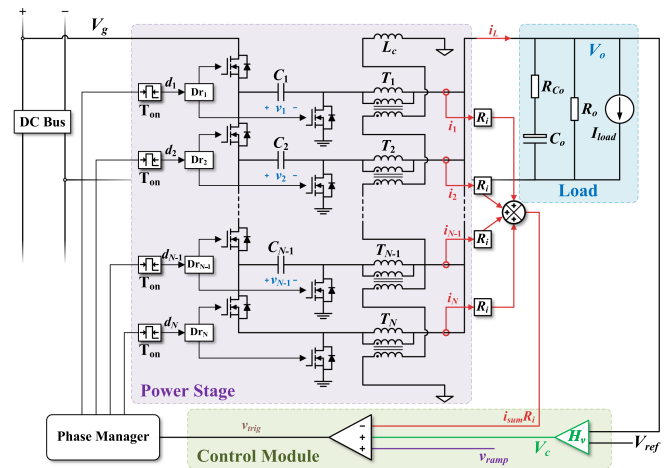 + −
V_g
L_c
i_L
V_o
DC Bus
T_on
d_1
Dr_1
C_1
+ v_1 −
T_1
i_1
R_i
R_Co
C_o
R_o
I_load
Load
T_on
d_2
Dr_2
C_2
+ v_2 −
T_2
i_2
R_i
+ + + +
T_on
d_N-1
Dr_N-1
C_N-1
+ v_N-1 −
T_N-1
i_N-1
R_i
T_on
d_N
Dr_N
T_N
i_N
R_i
Power Stage
i_sumR_i
Phase Manager
v_trig
−
+
+
V_c
v_ramp
H_v
V_ref
Control Module